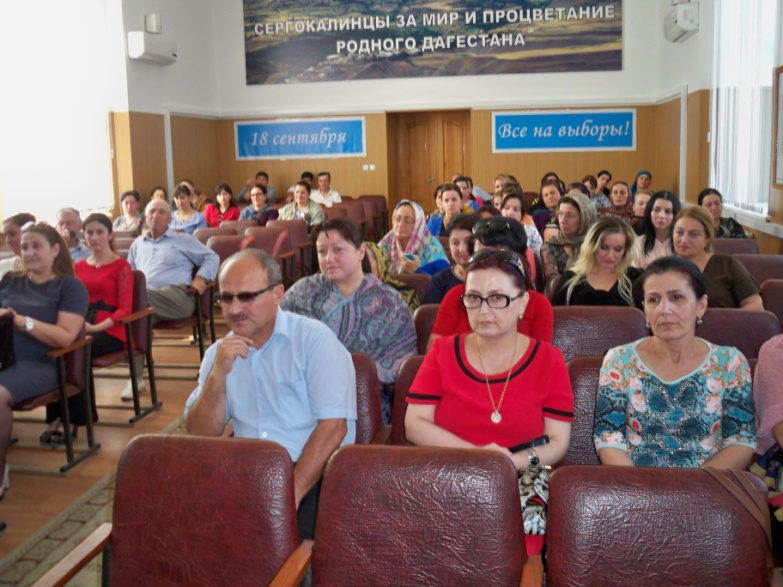 СЕРГОКАЛИНЦЫ ЗА МИР И ПРОЦВЕТАНИЕ
РОДНОГО ДАГЕСТАНА
18 сентября
Все на выборы!